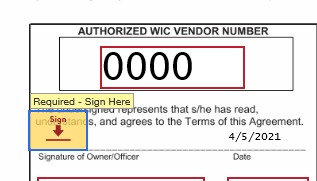 AUTHORIZED WIC VENDOR NUMBER
0000
Required - Sign Here
represents that s/he has read,
Sign
and agrees to the Terms of this Agreement.
4/5/2021
Signature of Owner/Officer
Date